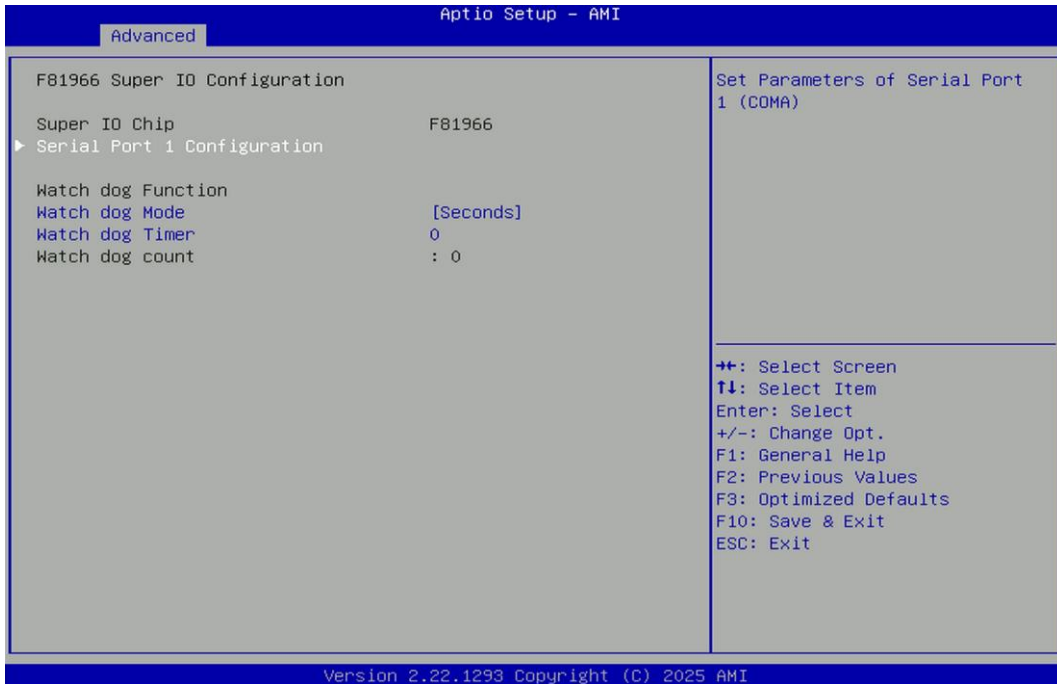 Aptio Setup – AMI
Advanced
F81966 Super IO Configuration
Super IO Chip F81966
▶ Serial Port 1 Configuration
Watch dog Function
Watch dog Mode [Seconds]
Watch dog Timer 0
Watch dog count : 0
Set Parameters of Serial Port
1 (COMA)
→←: Select Screen
↑↓: Select Item
Enter: Select
+/-: Change Opt.
F1: General Help
F2: Previous Values
F3: Optimized Defaults
F10: Save & Exit
ESC: Exit
Version 2.22.1293 Copyright (C) 2025 AMI